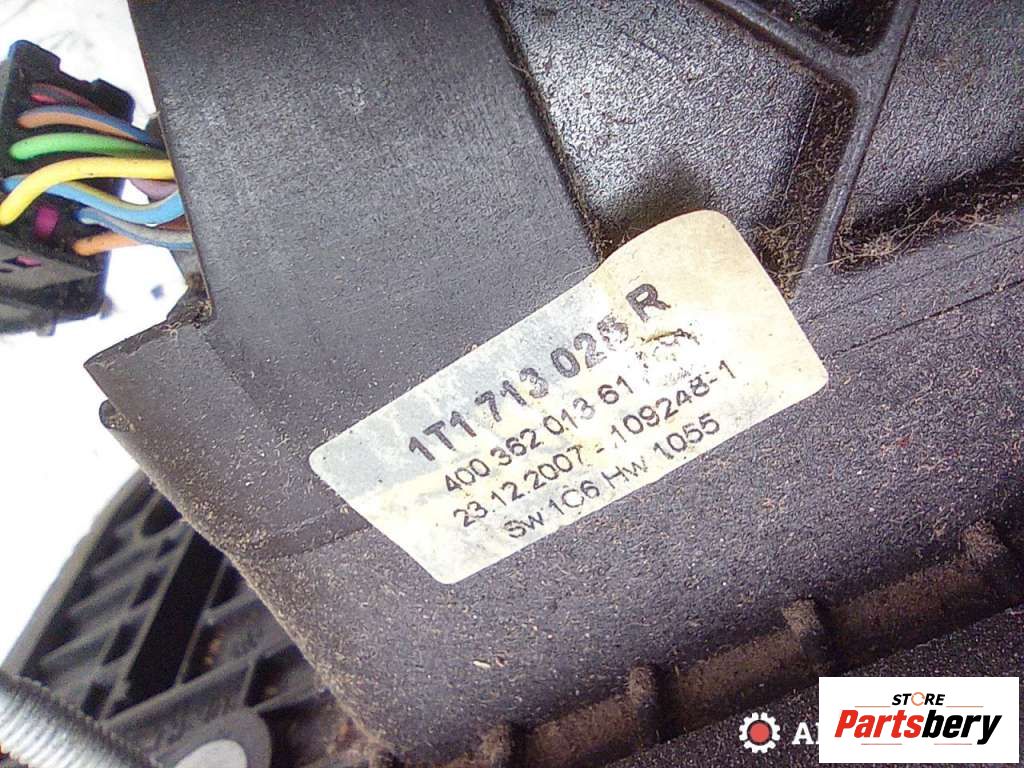 1T1 713 025 R
400 362 013 61
23.12.2007 - 109248-1
Sw 1C6 Hw 1055
STORE
Partsbery